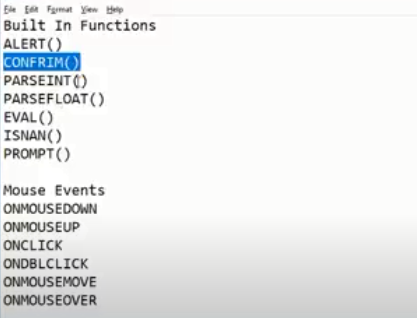 File Edit Format View Help
Built In Functions
ALERT()
CONFRIM()
PARSEINT()
PARSEFLOAT()
EVAL()
ISNAN()
PROMPT()
Mouse Events
ONMOUSEDOWN
ONMOUSEUP
ONCLICK
ONDBLCLICK
ONMOUSEMOVE
ONMOUSEOVER